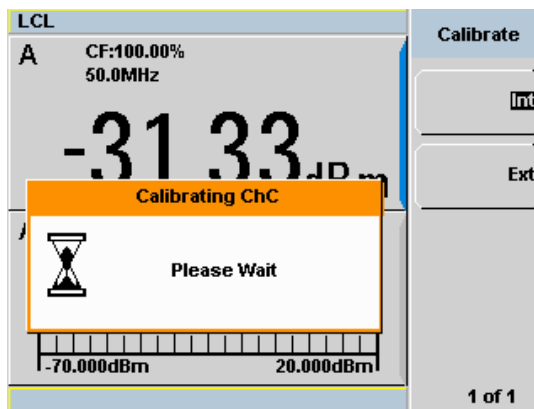 LCL
Calibrate
A
CF:100.00%
50.0MHz
Int
-31.33
Ext
Calibrating ChC
Please Wait
-70.000dBm
20.000dBm
1 of 1